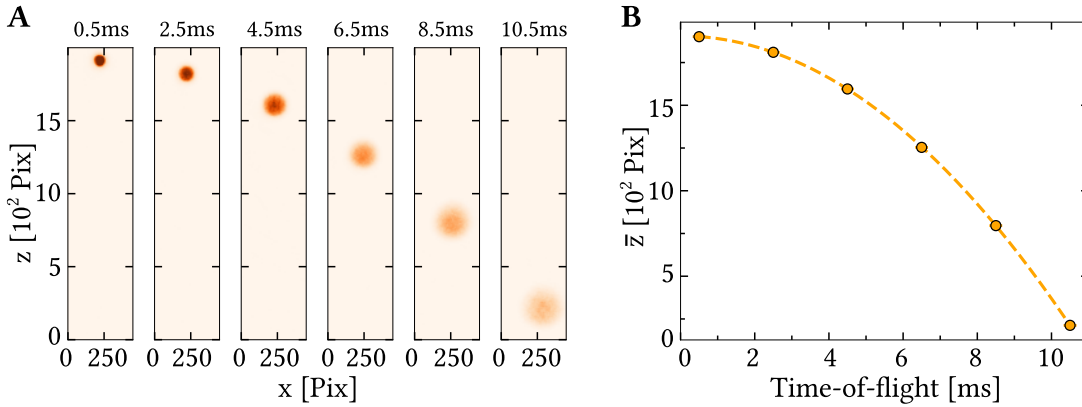 A
0.5ms 2.5ms 4.5ms 6.5ms 8.5ms 10.5ms
z [10² Pix]
15
10
5
0
0 250 0 250 0 250 0 250 0 250 0 250
x [Pix]
B
z̅ [10² Pix]
15
10
5
0
0 2 4 6 8 10
Time-of-flight [ms]